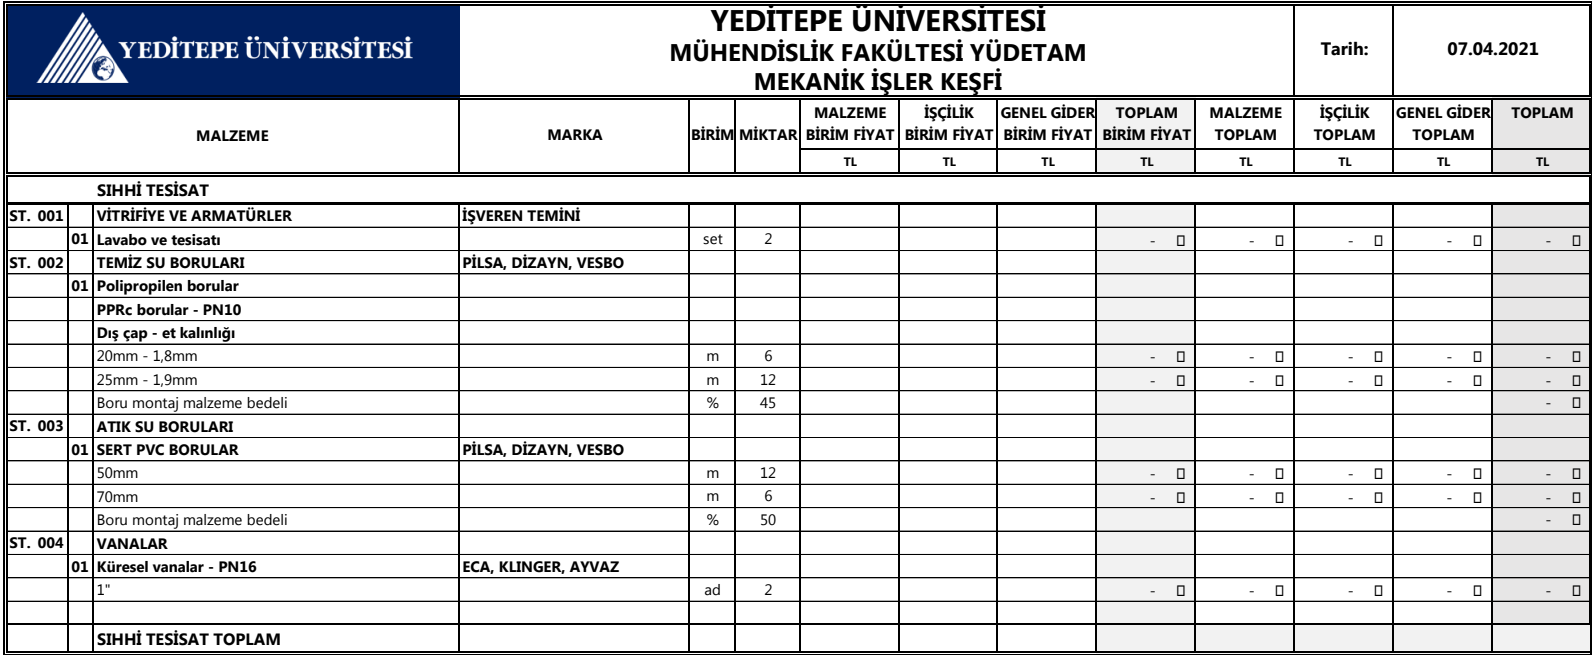 YEDİTEPE ÜNİVERSİTESİ
YEDİTEPE ÜNİVERSİTESİ
MÜHENDİSLİK FAKÜLTESİ YÜDETAM
MEKANİK İŞLER KEŞFİ
Tarih: 07.04.2021
MALZEME MARKA BİRİM MİKTAR MALZEME BİRİM FİYAT İŞÇİLİK BİRİM FİYAT GENEL GİDER BİRİM FİYAT TOPLAM BİRİM FİYAT MALZEME TOPLAM İŞÇİLİK TOPLAM GENEL GİDER TOPLAM TOPLAM
TL TL TL TL TL TL TL TL
SIHHİ TESİSAT
ST. 001 VİTRİFİYE VE ARMATÜRLER İŞVEREN TEMİNİ
01 Lavabo ve tesisatı set 2 - - - - -
ST. 002 TEMİZ SU BORULARI PİLSA, DİZAYN, VESBO
01 Polipropilen borular
PPRc borular - PN10
Dış çap - et kalınlığı
20mm - 1,8mm m 6 - - - - -
25mm - 1,9mm m 12 - - - - -
Boru montaj malzeme bedeli % 45 -
ST. 003 ATIK SU BORULARI
01 SERT PVC BORULAR PİLSA, DİZAYN, VESBO
50mm m 12 - - - - -
70mm m 6 - - - - -
Boru montaj malzeme bedeli % 50 -
ST. 004 VANALAR
01 Küresel vanalar - PN16 ECA, KLINGER, AYVAZ
1" ad 2 - - - - -
SIHHİ TESİSAT TOPLAM